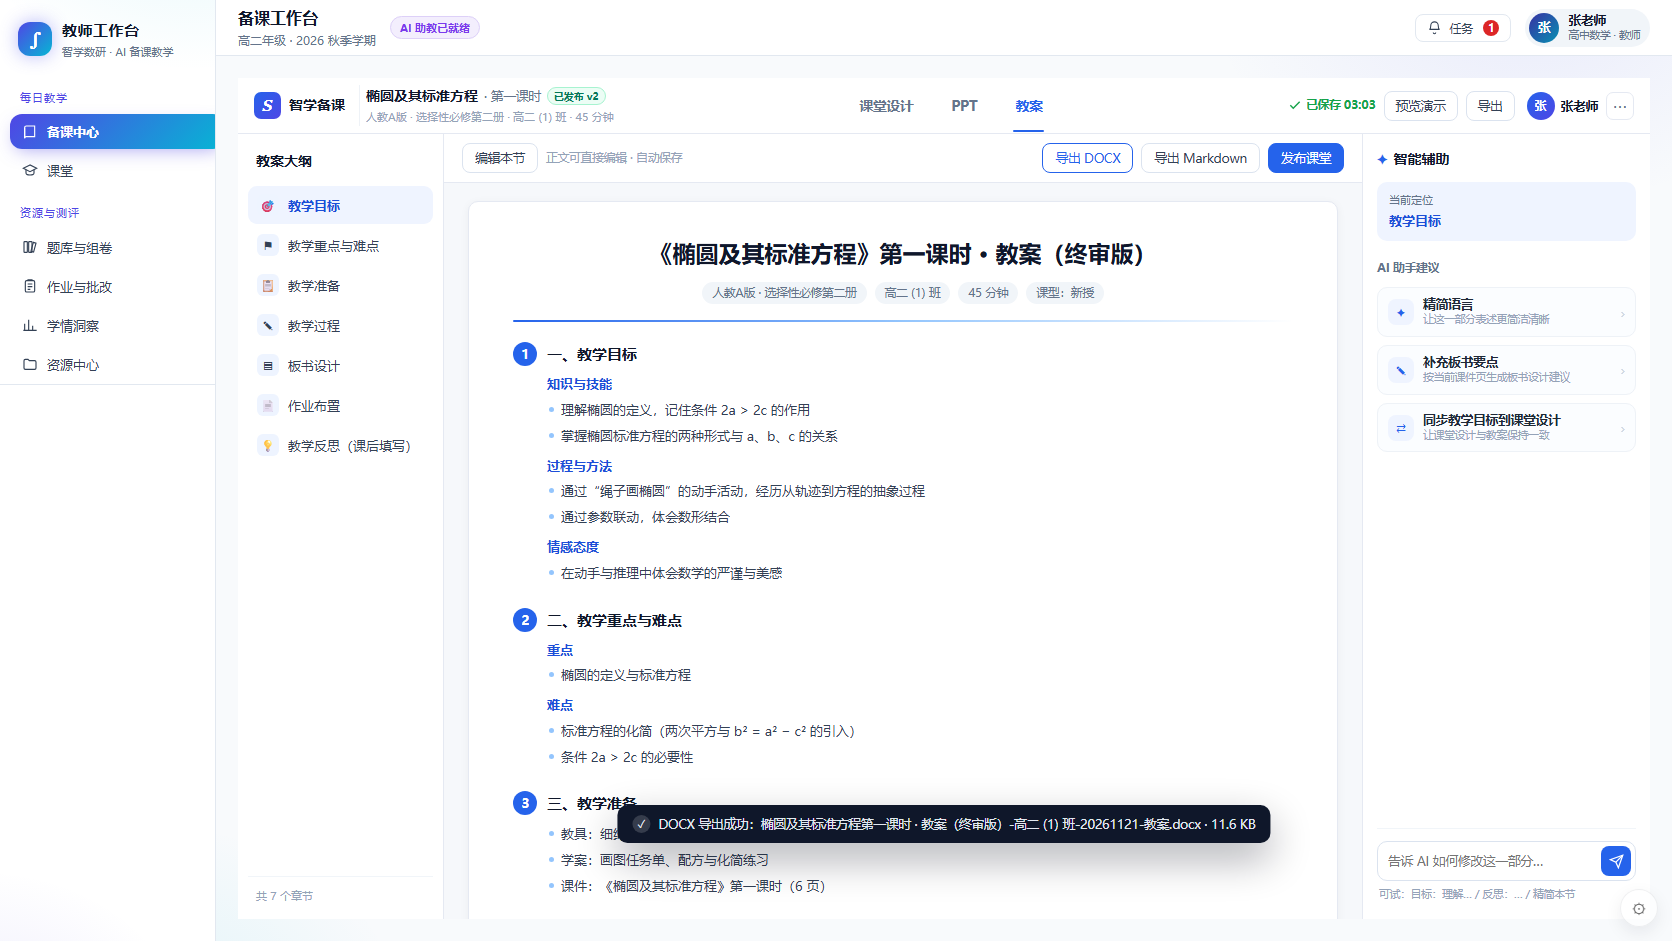 教师工作台
智学数研 · AI 备课教学
每日教学
备课中心
课堂
资源与测评
题库与组卷
作业与批改
学情洞察
资源中心
备课工作台
高二年级 · 2026 秋季学期
AI 助教已就绪
任务 1
张
张老师
高中数学 · 教师
S 智学备课
椭圆及其标准方程 · 第一课时 已发布 v2
人教A版 · 选择性必修第二册 · 高二 (1) 班 · 45 分钟
课堂设计
PPT
教案
✓ 已保存 03:03
预览演示
导出
张 张老师
…
教案大纲
教学目标
教学重点与难点
教学准备
教学过程
板书设计
作业布置
教学反思（课后填写）
共 7 个章节
编辑本节
正文可直接编辑 · 自动保存
导出 DOCX
导出 Markdown
发布课堂
《椭圆及其标准方程》第一课时 · 教案（终审版）
人教A版 · 选择性必修第二册
高二 (1) 班
45 分钟
课型：新授
1 一、教学目标
知识与技能
理解椭圆的定义，记住条件 2a > 2c 的作用
掌握椭圆标准方程的两种形式与 a、b、c 的关系
过程与方法
通过“绳子画椭圆”的动手活动，经历从轨迹到方程的抽象过程
通过参数联动，体会数形结合
情感态度
在动手与推理中体会数学的严谨与美感
2 二、教学重点与难点
重点
椭圆的定义与标准方程
难点
标准方程的化简（两次平方与 b² = a² − c² 的引入）
条件 2a > 2c 的必要性
3 三、教学准备
教具：细
学案：画图任务单、配方与化简练习
课件：《椭圆及其标准方程》第一课时（6 页）
DOCX 导出成功：椭圆及其标准方程第一课时 · 教案（终审版）-高二 (1) 班-20261121-教案.docx · 11.6 KB
智能辅助
当前定位
教学目标
AI 助手建议
精简语言
让这一部分表述更简洁清晰
补充板书要点
按当前课件页生成板书设计建议
同步教学目标到课堂设计
让课堂设计与教案保持一致
告诉 AI 如何修改这一部分...
可试：目标：理解... / 反思：... / 精简本节